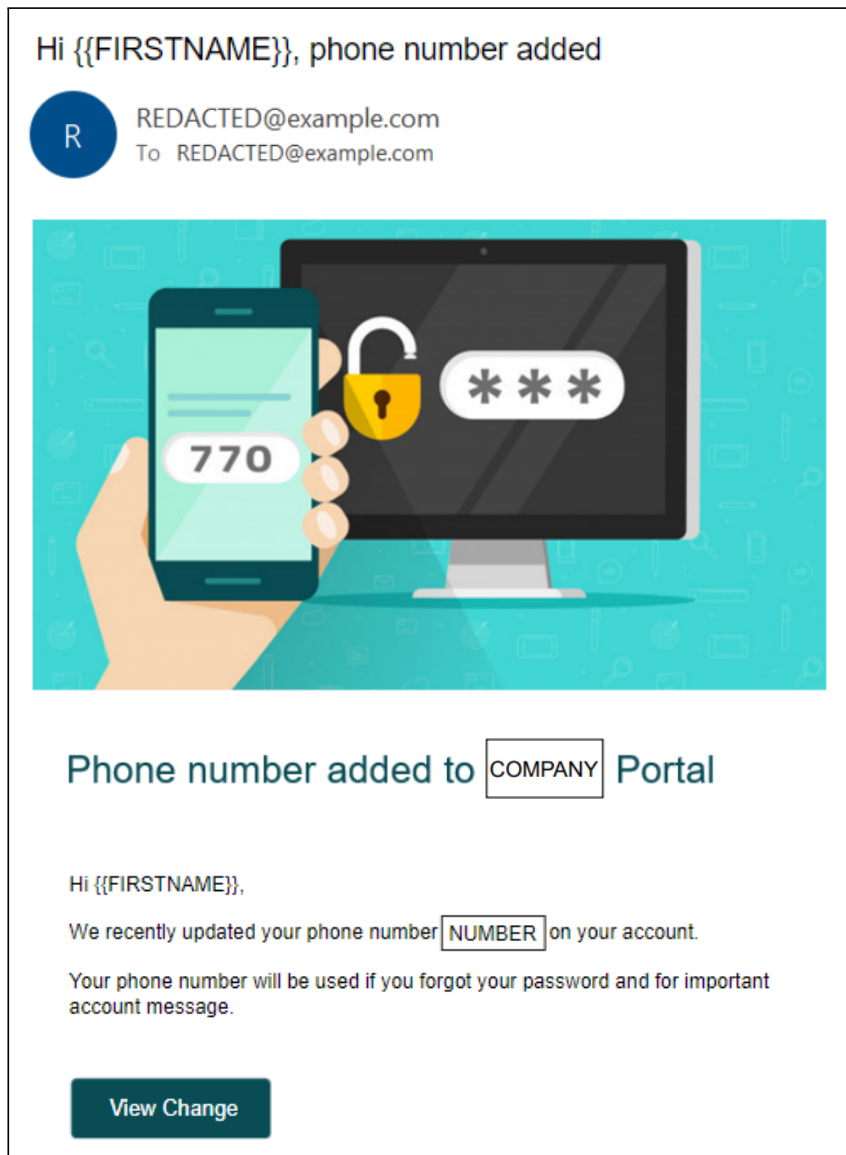 Hi {{FIRSTNAME}}, phone number added
R
REDACTED@example.com
To REDACTED@example.com
770
***
Phone number added to COMPANY Portal
Hi {{FIRSTNAME}},
We recently updated your phone number NUMBER on your account.
Your phone number will be used if you forgot your password and for important
account message.
View Change